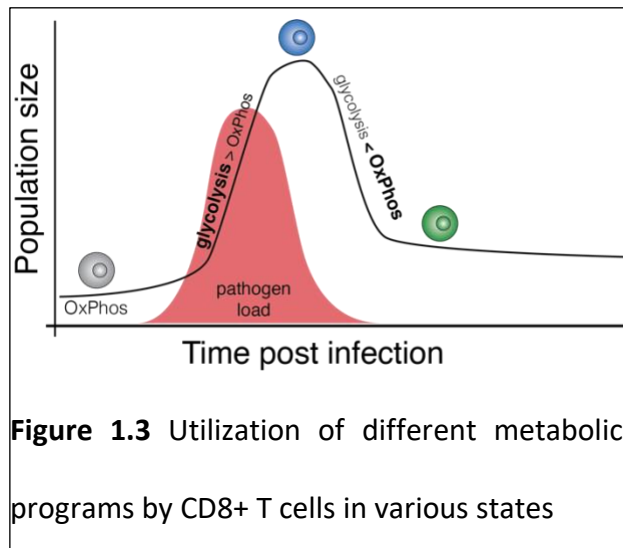 Population size
glycolysis > OxPhos
glycolysis < OxPhos
OxPhos
pathogen
load
Time post infection
Figure 1.3 Utilization of different metabolic
programs by CD8+ T cells in various states